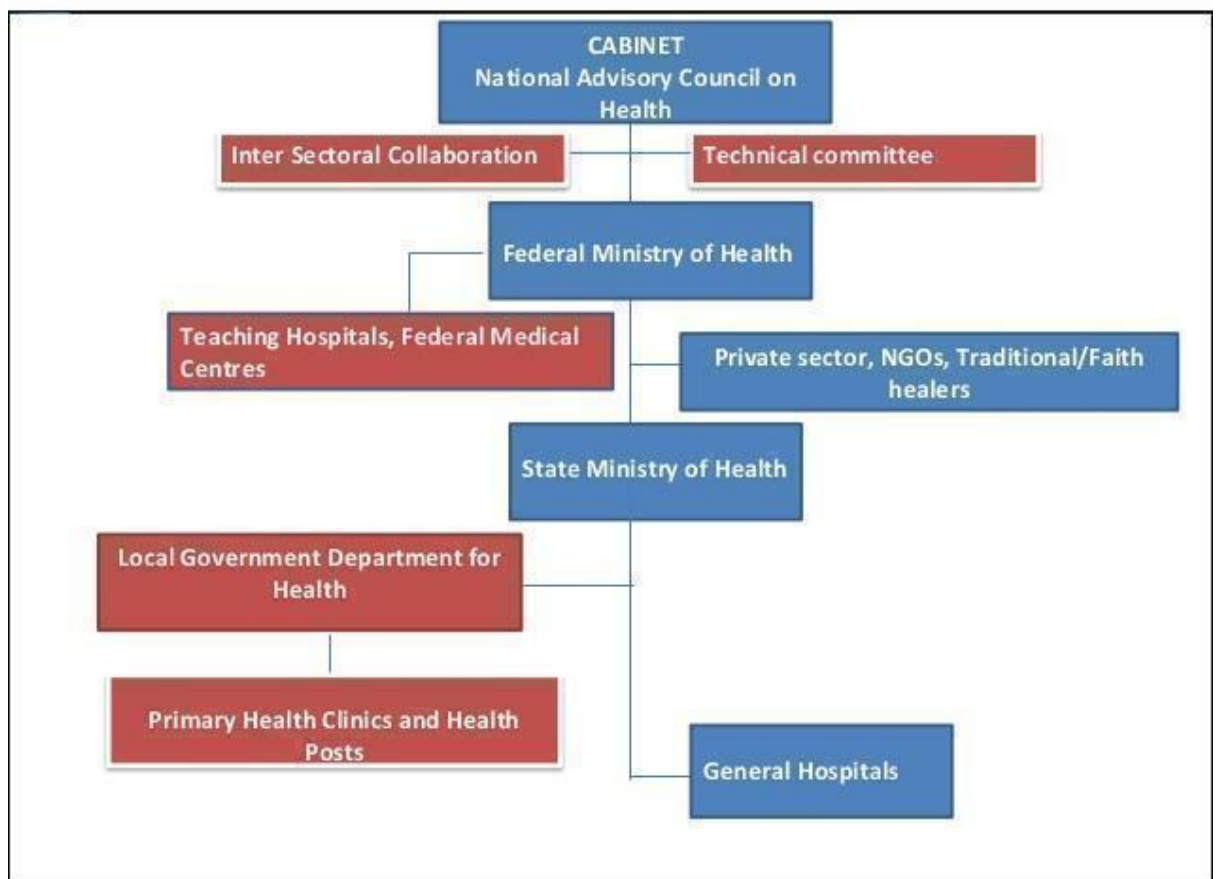 CABINET
National Advisory Council on
Health
Inter Sectoral Collaboration
Technical committee
Federal Ministry of Health
Teaching Hospitals, Federal Medical
Centres
Private sector, NGOs, Traditional/Faith
healers
State Ministry of Health
Local Government Department for
Health
Primary Health Clinics and Health
Posts
General Hospitals